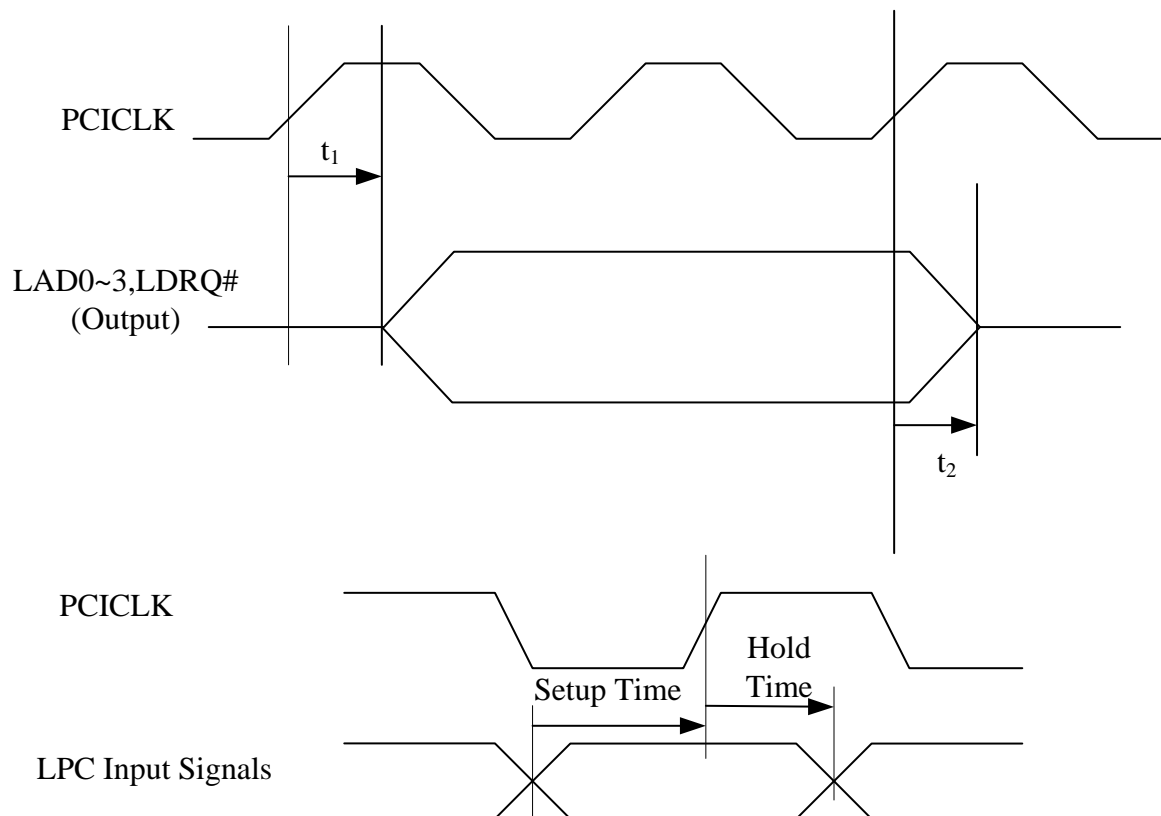 PCICLK
t1
LAD0~3,LDRQ#
(Output)
t2
PCICLK
Hold
Time
Setup Time
LPC Input Signals